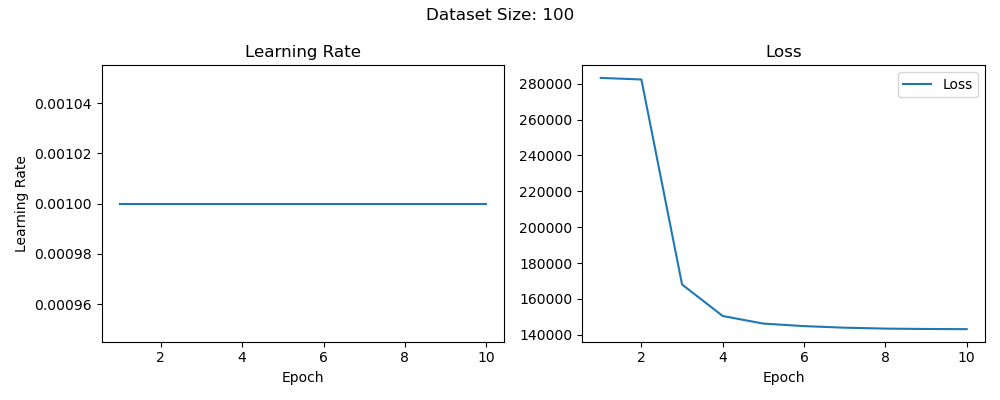 Dataset Size: 100
Learning Rate
Learning Rate
0.00104
0.00102
0.00100
0.00098
0.00096
2 4 6 8 10
Epoch
Loss
Loss
280000
260000
240000
220000
200000
180000
160000
140000
2 4 6 8 10
Epoch